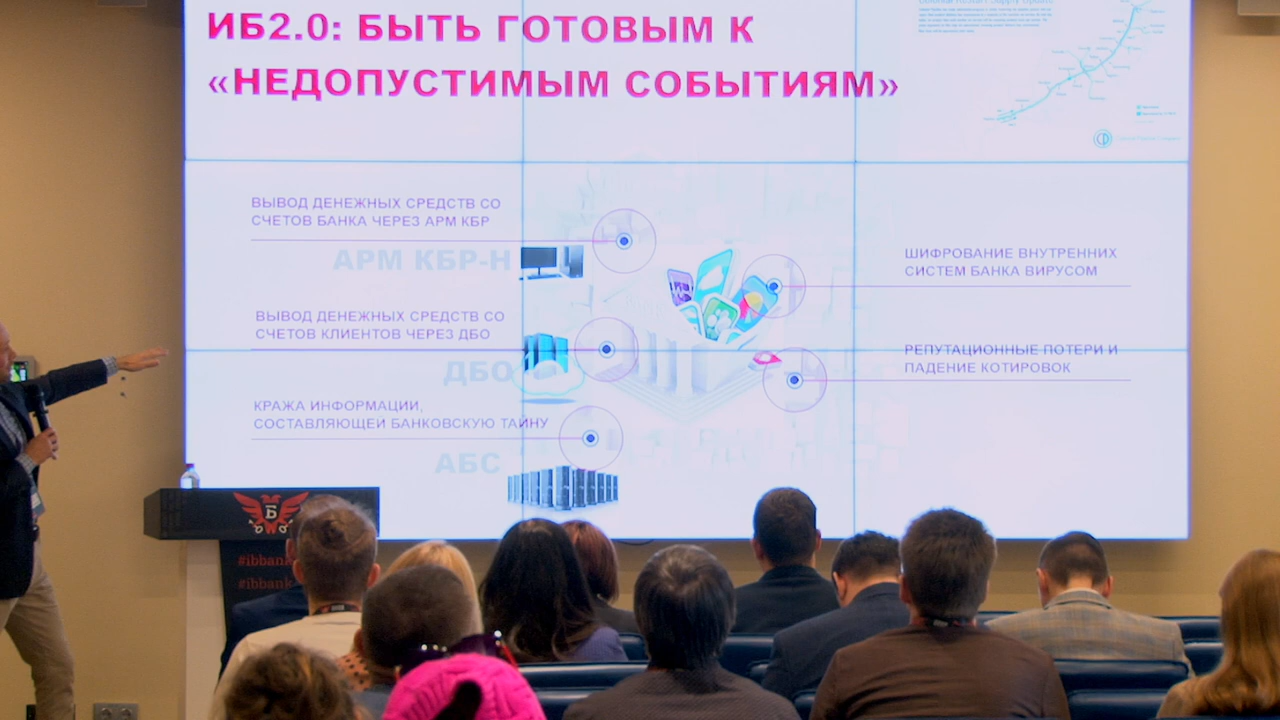 ИБ2.0: БЫТЬ ГОТОВЫМ К
«НЕДОПУСТИМЫМ СОБЫТИЯМ»
ВЫВОД ДЕНЕЖНЫХ СРЕДСТВ СО
СЧЕТОВ БАНКА ЧЕРЕЗ АРМ КБР
АРМ КБР-Н
ВЫВОД ДЕНЕЖНЫХ СРЕДСТВ СО
СЧЕТОВ КЛИЕНТОВ ЧЕРЕЗ ДБО
ДБО
КРАЖА ИНФОРМАЦИИ,
СОСТАВЛЯЮЩЕЙ БАНКОВСКУЮ ТАЙНУ
АБС
ШИФРОВАНИЕ ВНУТРЕННИХ
СИСТЕМ БАНКА ВИРУСОМ
РЕПУТАЦИОННЫЕ ПОТЕРИ И
ПАДЕНИЕ КОТИРОВОК
Б
#ibbank
#ibbank